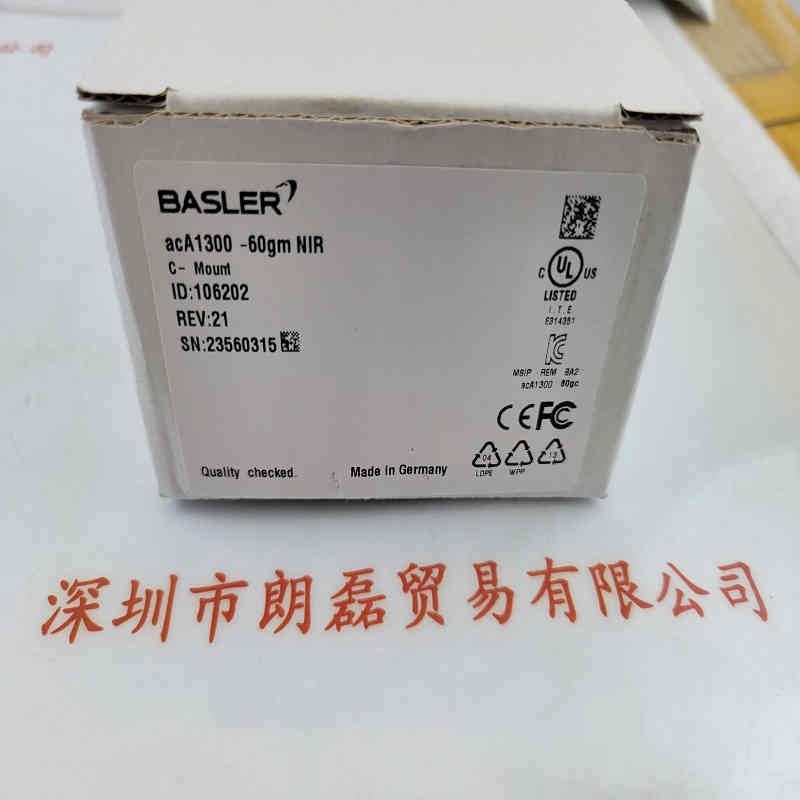 BASLER
acA1300 -60gm NIR
C- Mount
ID:106202
REV:21
SN:23560315
C UL US
LISTED
I.T.E
E314351
MSIP REM BA2
acA1300 60gc
CE FC
04
13
LDPE
WPP
Quality checked.
Made in Germany
深圳市朗磊贸易有限公司